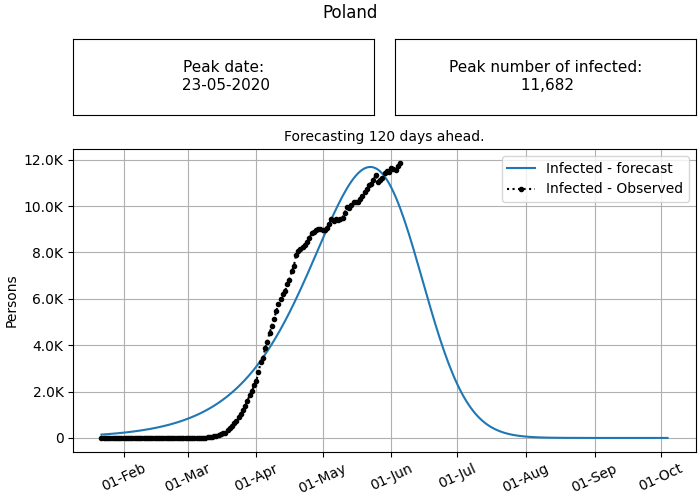 Poland
Peak date:
23-05-2020
Peak number of infected:
11,682
Forecasting 120 days ahead.
Infected - forecast
Infected - Observed
Persons
12.0K
10.0K
8.0K
6.0K
4.0K
2.0K
0
01-Feb
01-Mar
01-Apr
01-May
01-Jun
01-Jul
01-Aug
01-Sep
01-Oct